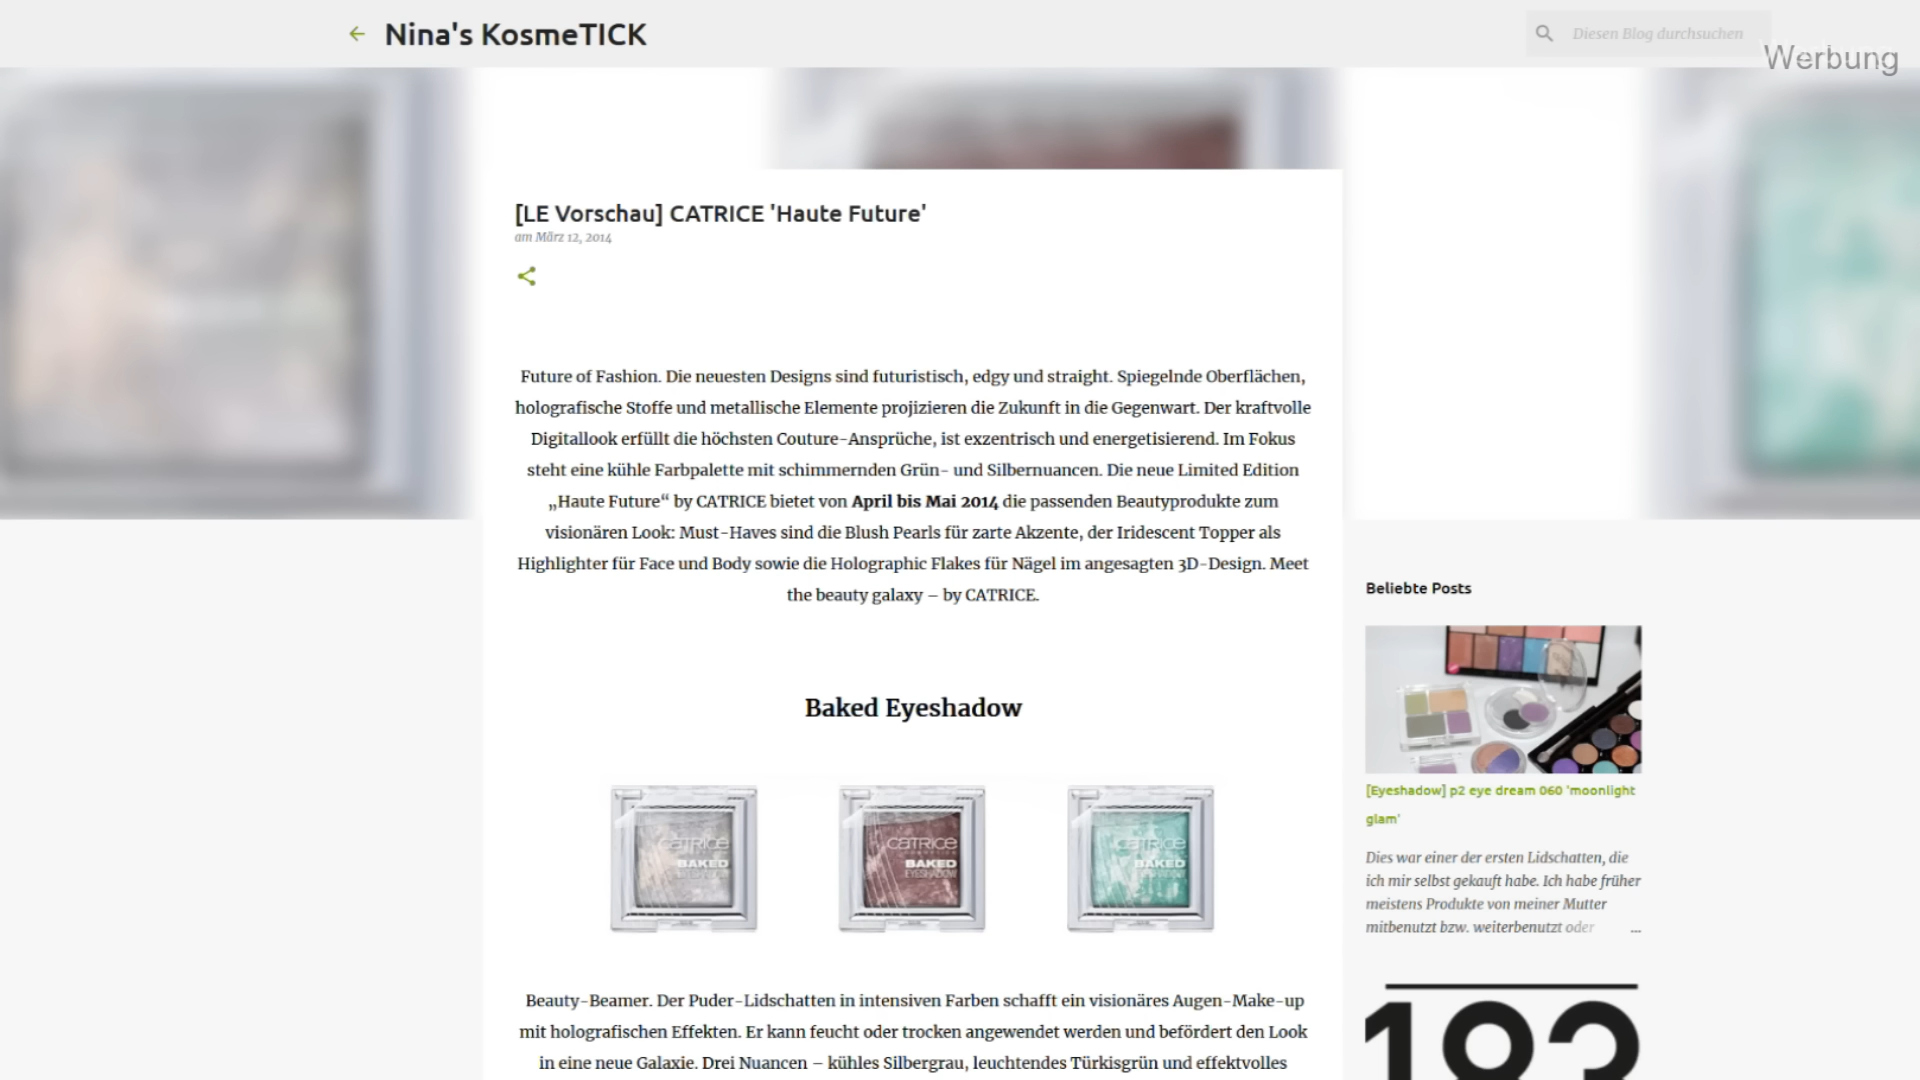 Nina's KosmeTICK
Diesen Blog durchsuchen
Werbung
[LE Vorschau] CATRICE 'Haute Future'
am März 12, 2014
Future of Fashion. Die neuesten Designs sind futuristisch, edgy und straight. Spiegelnde Oberflächen,
holografische Stoffe und metallische Elemente projizieren die Zukunft in die Gegenwart. Der kraftvolle
Digitallook erfüllt die höchsten Couture-Ansprüche, ist exzentrisch und energetisierend. Im Fokus
steht eine kühle Farbpalette mit schimmernden Grün- und Silbernuancen. Die neue Limited Edition
„Haute Future“ by CATRICE bietet von April bis Mai 2014 die passenden Beautyprodukte zum
visionären Look: Must-Haves sind die Blush Pearls für zarte Akzente, der Iridescent Topper als
Highlighter für Face und Body sowie die Holographic Flakes für Nägel im angesagten 3D-Design. Meet
the beauty galaxy – by CATRICE.
Baked Eyeshadow
CATRICE
BAKED
CATRICE
BAKED
EYESHADOW
CATRICE
BAKED
Beauty-Beamer. Der Puder-Lidschatten in intensiven Farben schafft ein visionäres Augen-Make-up
mit holografischen Effekten. Er kann feucht oder trocken angewendet werden und befördert den Look
in eine neue Galaxie. Drei Nuancen – kühles Silbergrau, leuchtendes Türkisgrün und effektvolles
Beliebte Posts
[Eyeshadow] p2 eye dream 060 'moonlight
glam'
Dies war einer der ersten Lidschatten, die
ich mir selbst gekauft habe. Ich habe früher
meistens Produkte von meiner Mutter
mitbenutzt bzw. weiterbenutzt oder ...
183